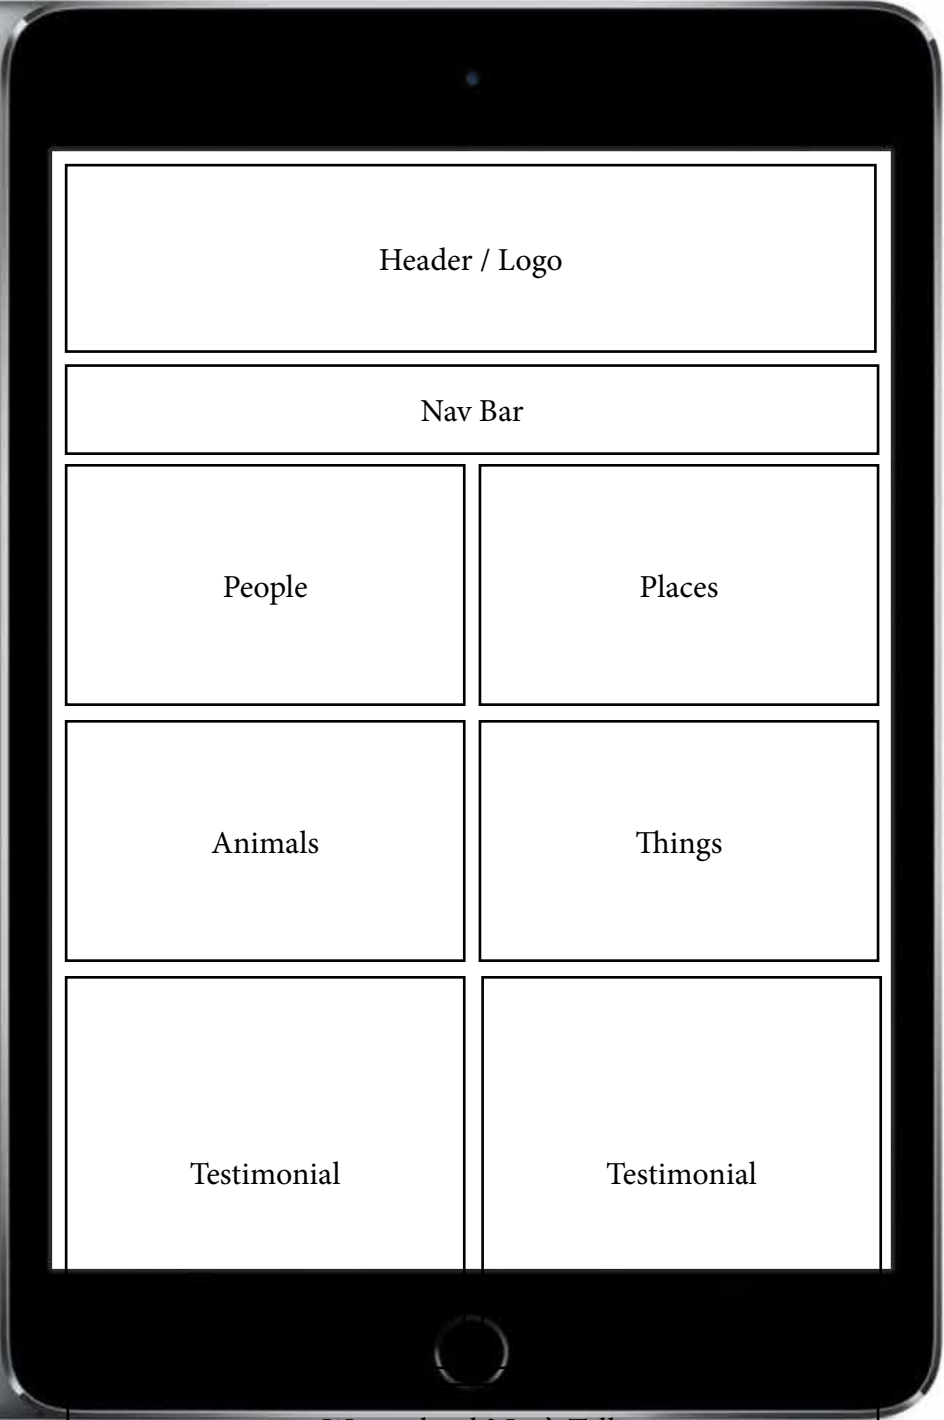 Header / Logo
Nav Bar
People
Places
Animals
Things
Testimonial
Testimonial